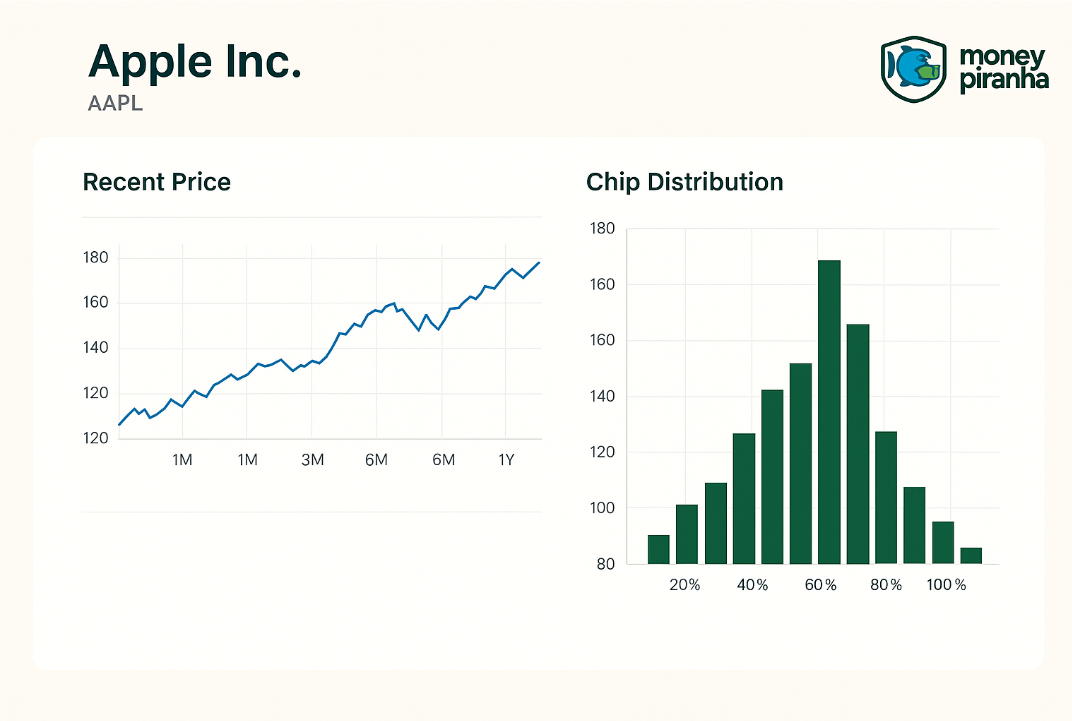 Apple Inc.
AAPL
money
piranha
Recent Price
180
160
140
120
120
1M 1M 3M 6M 6M 1Y
Chip Distribution
180
160
160
140
120
100
80
20% 40% 60% 80% 100%